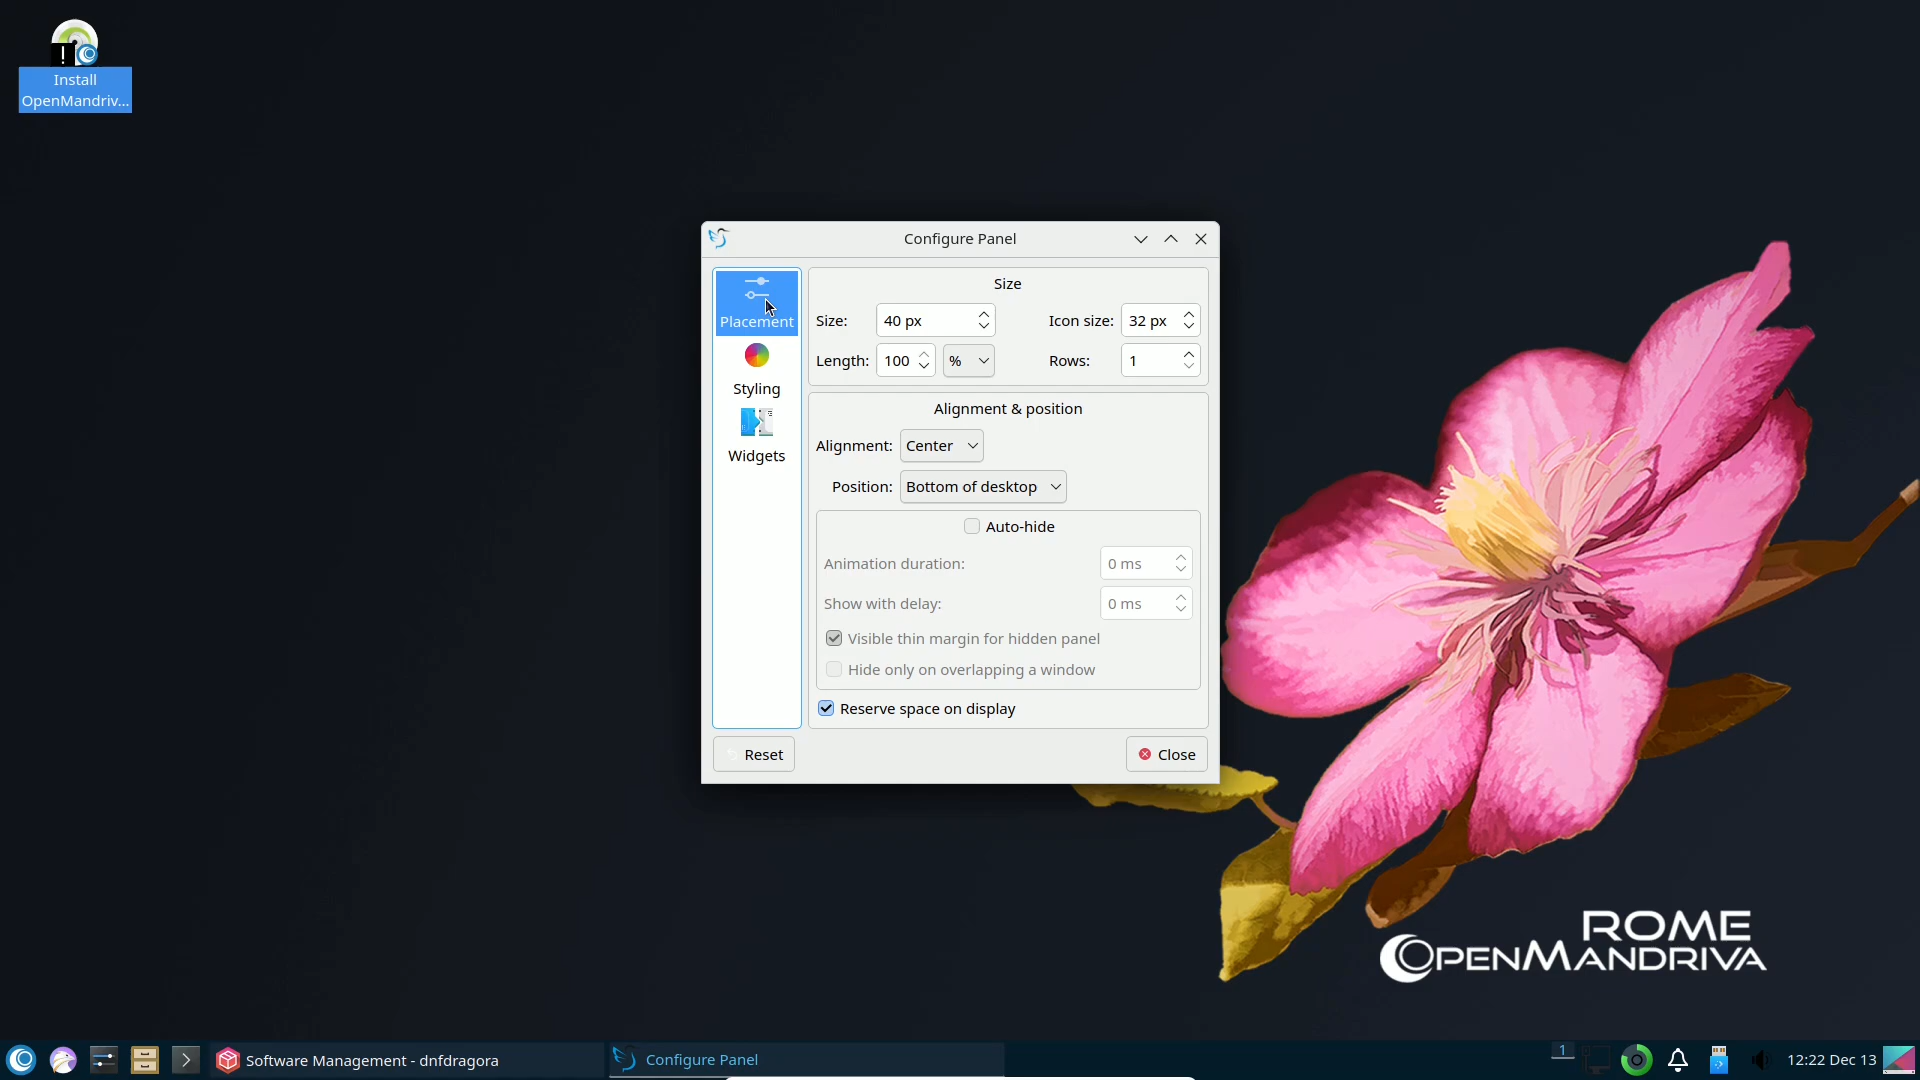 Install
OpenMandriv...
Configure Panel
Placement
Styling
Widgets
Size
Size: 40 px Icon size: 32 px
Length: 100 % Rows: 1
Alignment & position
Alignment: Center
Position: Bottom of desktop
Auto-hide
Animation duration: 0 ms
Show with delay: 0 ms
Visible thin margin for hidden panel
Hide only on overlapping a window
Reserve space on display
Reset Close
ROME
OPENMANDRIVA
Software Management - dnfdragora Configure Panel 1 12:22 Dec 13